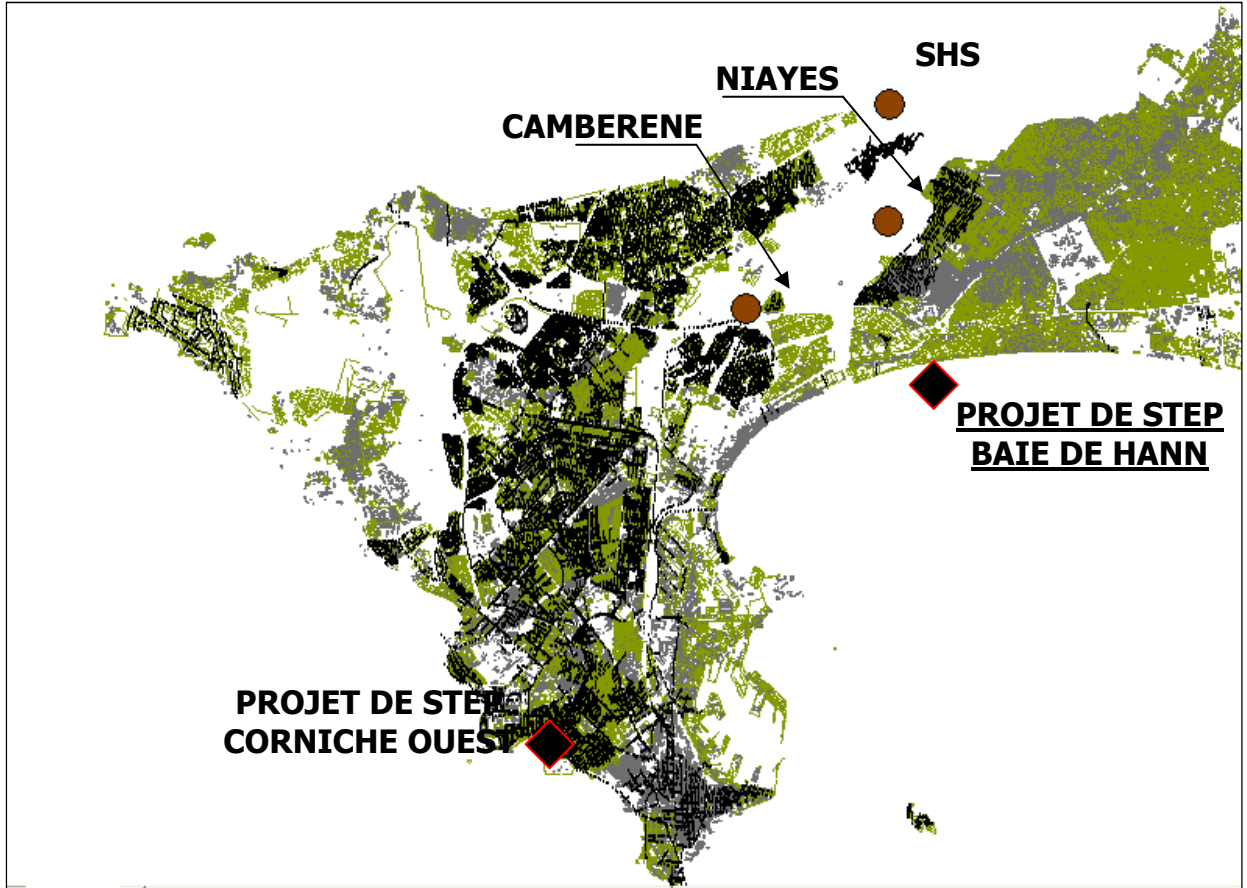 SHS
NIAYES
CAMBERENE
PROJET DE STEP
BAIE DE HANN
PROJET DE STEP
CORNICHE OUEST